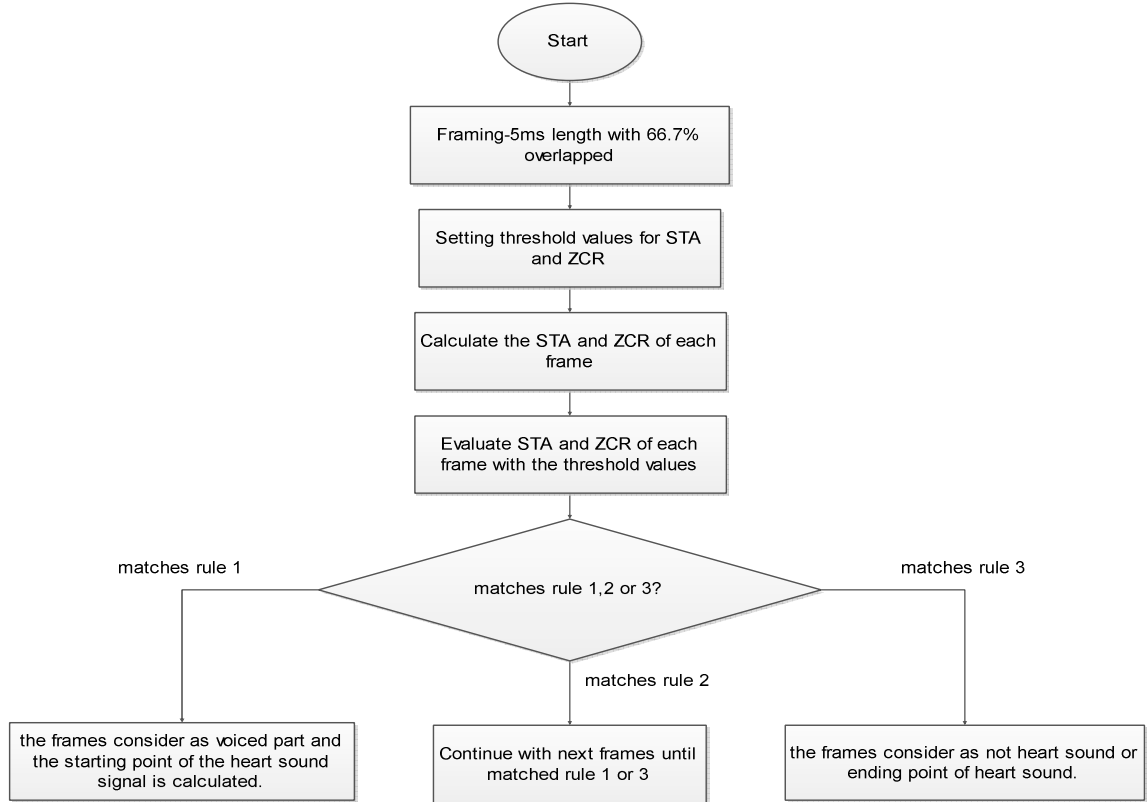 Start
Framing-5ms length with 66.7%
overlapped
Setting threshold values for STA
and ZCR
Calculate the STA and ZCR of each
frame
Evaluate STA and ZCR of each
frame with the threshold values
matches rule 1
matches rule 1,2 or 3?
matches rule 3
matches rule 2
the frames consider as voiced part and
the starting point of the heart sound
signal is calculated.
Continue with next frames until
matched rule 1 or 3
the frames consider as not heart sound or
ending point of heart sound.